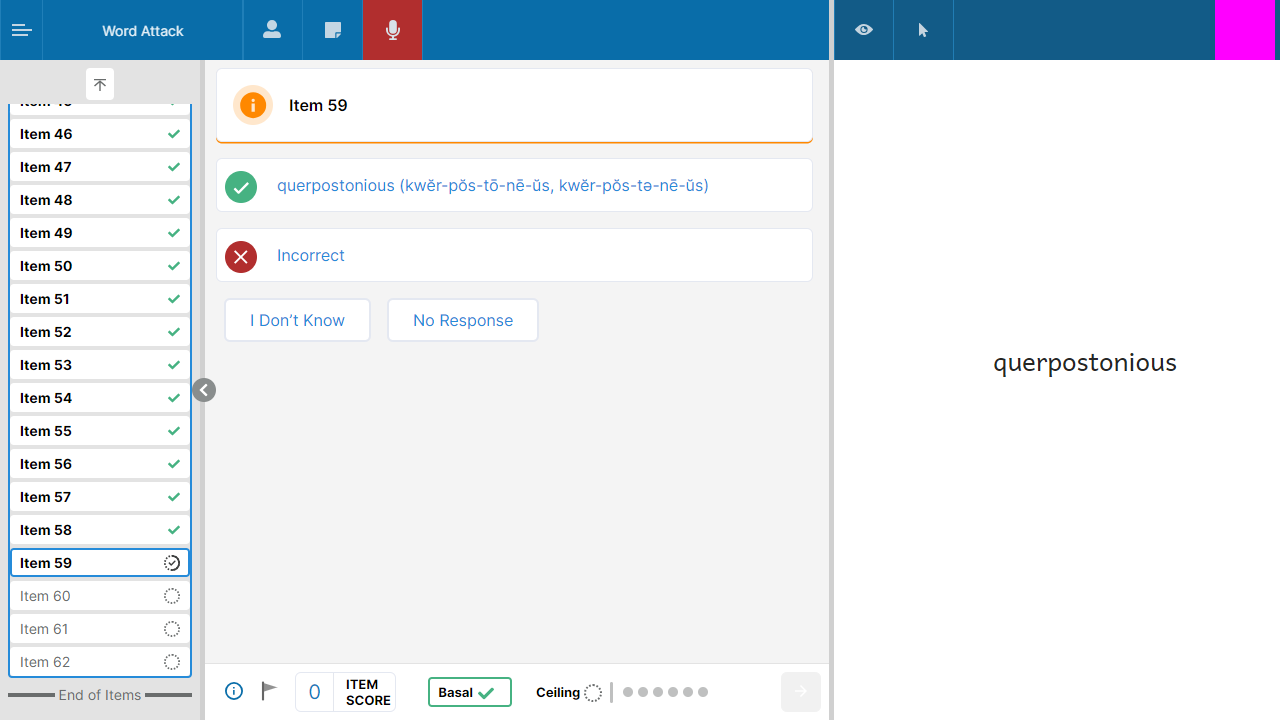 Word Attack
Item 46
Item 47
Item 48
Item 49
Item 50
Item 51
Item 52
Item 53
Item 54
Item 55
Item 56
Item 57
Item 58
Item 59
Item 60
Item 61
Item 62
End of Items
Item 59
querpostonious (kwĕr-pŏs-tō-nē-ŭs, kwĕr-pŏs-tə-nē-ŭs)
Incorrect
I Don’t Know
No Response
0
ITEM
SCORE
Basal
Ceiling
querpostonious